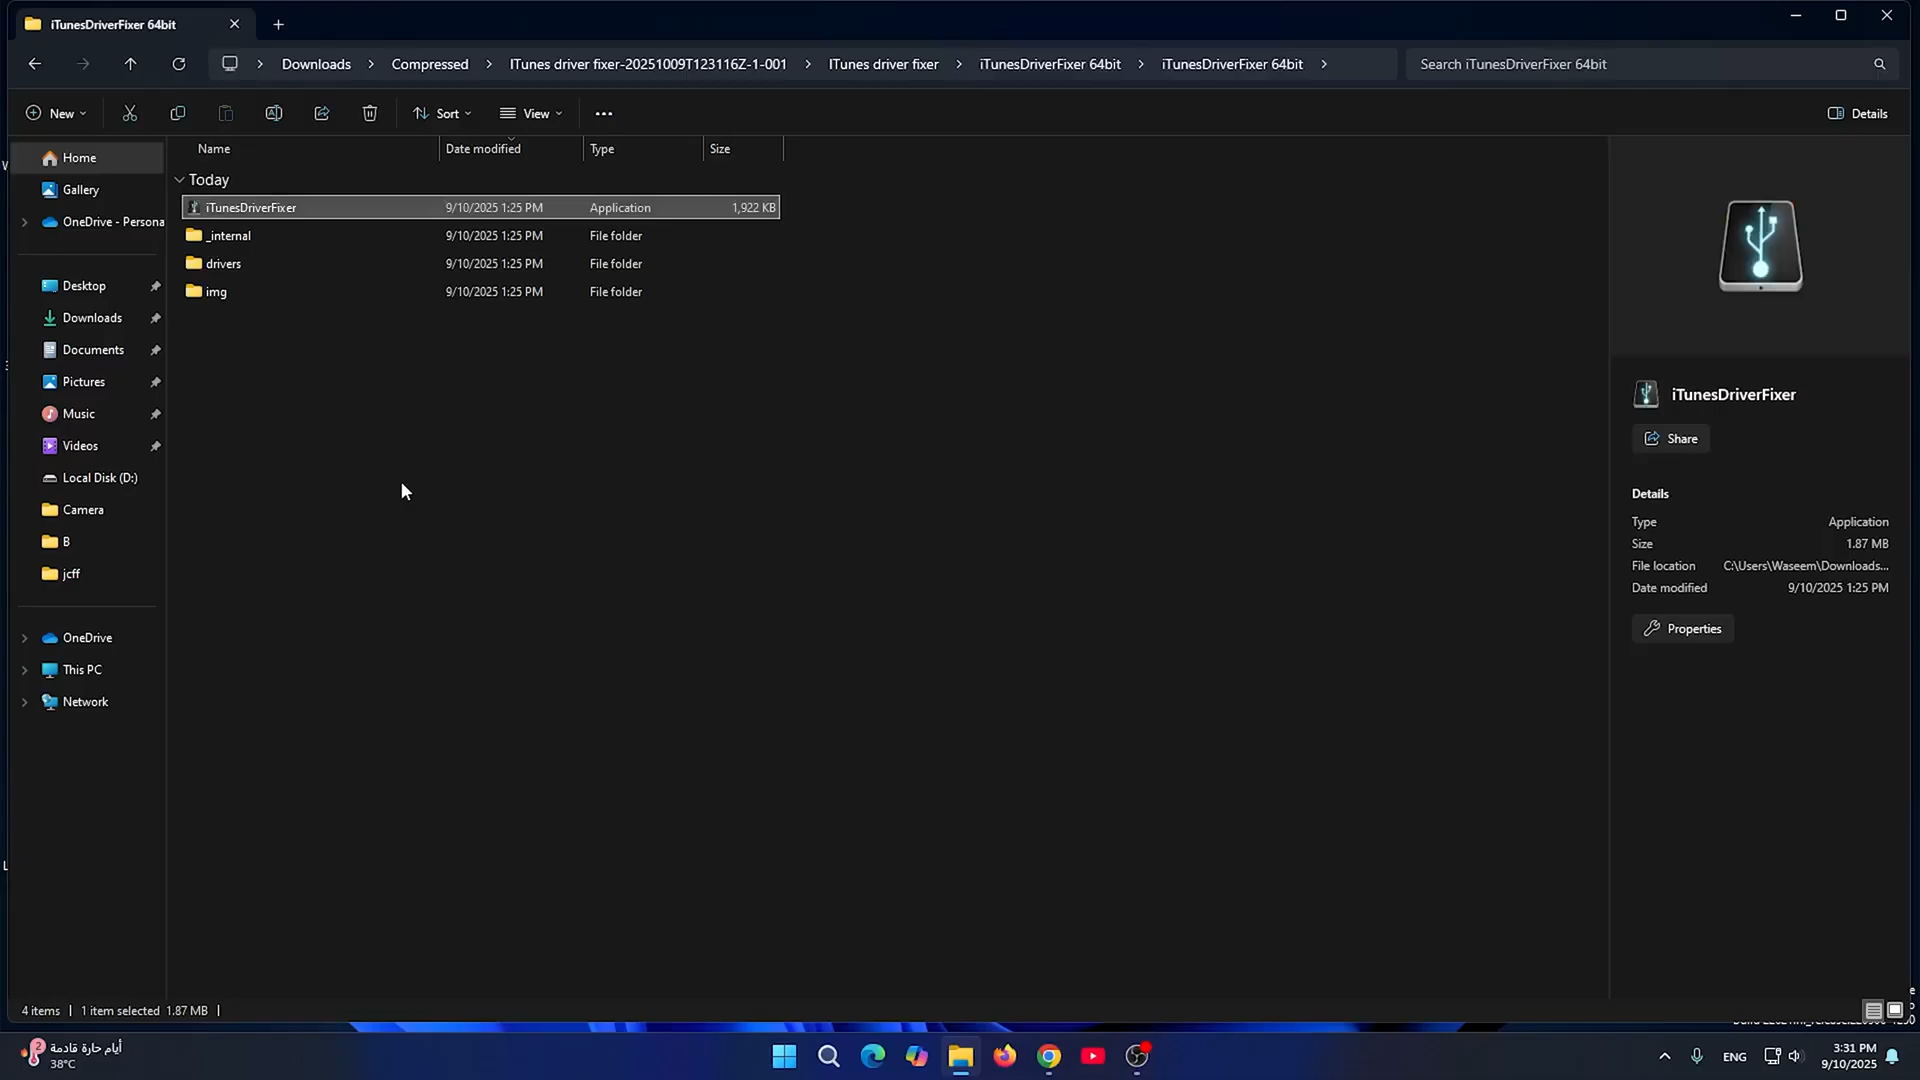 iTunesDriverFixer 64bit
Downloads
Compressed
ITunes driver fixer-20251009T123116Z-1-001
ITunes driver fixer
iTunesDriverFixer 64bit
iTunesDriverFixer 64bit
Search iTunesDriverFixer 64bit
New
Sort
View
Details
Name
Date modified
Type
Size
Home
Gallery
OneDrive - Persona
Desktop
Downloads
Documents
Pictures
Music
Videos
Local Disk (D:)
Camera
B
jcff
OneDrive
This PC
Network
Today
iTunesDriverFixer 9/10/2025 1:25 PM Application 1,922 KB
_internal 9/10/2025 1:25 PM File folder
drivers 9/10/2025 1:25 PM File folder
img 9/10/2025 1:25 PM File folder
iTunesDriverFixer
Share
Details
Type Application
Size 1.87 MB
File location C:\Users\Waseem\Downloads...
Date modified 9/10/2025 1:25 PM
Properties
4 items
1 item selected 1.87 MB
2
أيام حارة قادمة
38°C
ENG
3:31 PM
9/10/2025